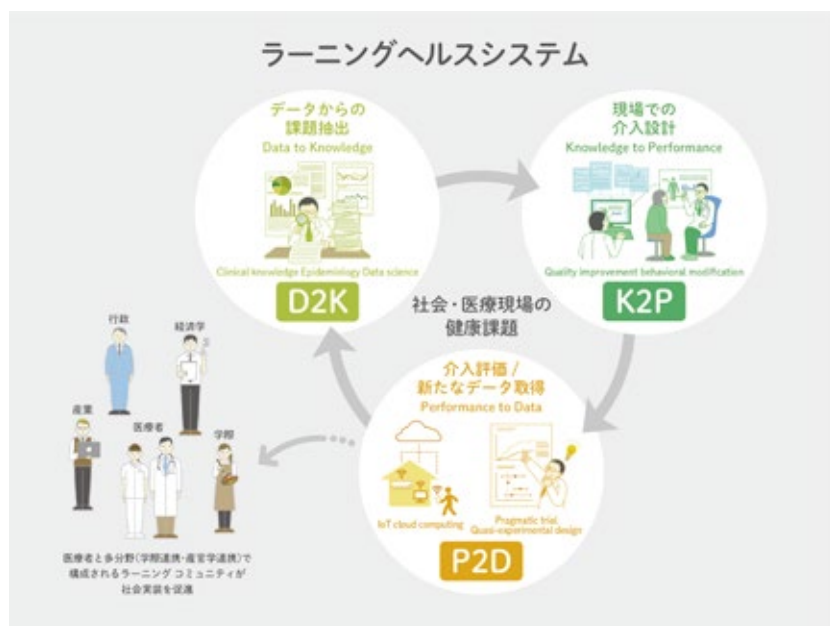 ラーニングヘルスシステム
データからの
課題抽出
Data to Knowledge
Clinical knowledge Epidemiology Data science
D2K
現場での
介入設計
Knowledge to Performance
Quality improvement behavioral modification
K2P
社会・医療現場の
健康課題
介入評価/
新たなデータ取得
Performance to Data
IoT cloud computing
Pragmatic trial
Quasi-experimental design
P2D
行政
経済学
産業
医療者
学際
医療者と多分野(学際連携・産官学連携)で
構成されるラーニング コミュニティが
社会実装を促進